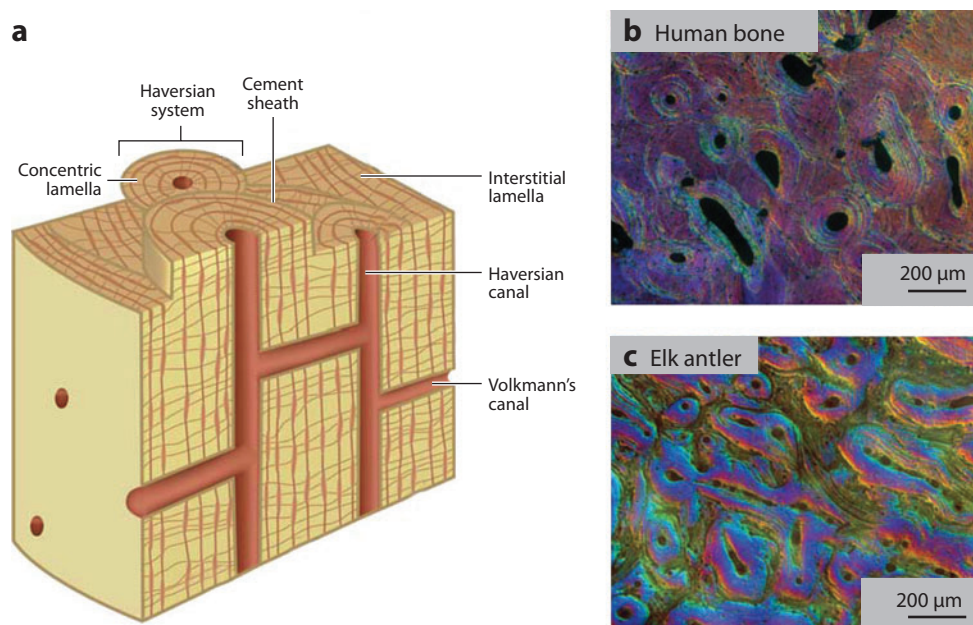 a
Haversian
system
Cement
sheath
Concentric
lamella
Interstitial
lamella
Haversian
canal
Volkmann's
canal
b Human bone
200 µm
c Elk antler
200 µm